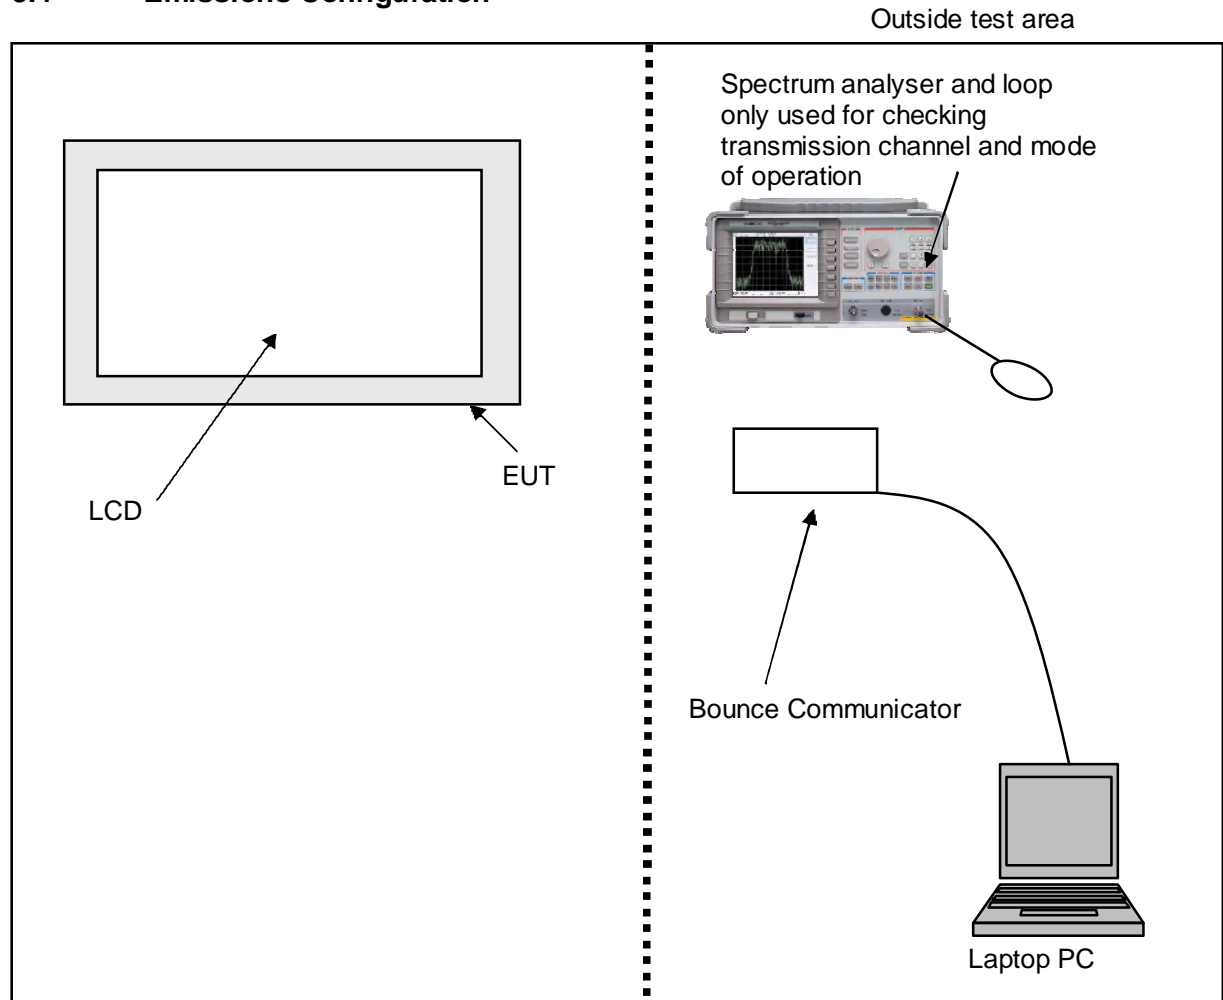 Emissions Configuration
Outside test area
Spectrum analyser and loop
only used for checking
transmission channel and mode
of operation
EUT
LCD
Bounce Communicator
Laptop PC